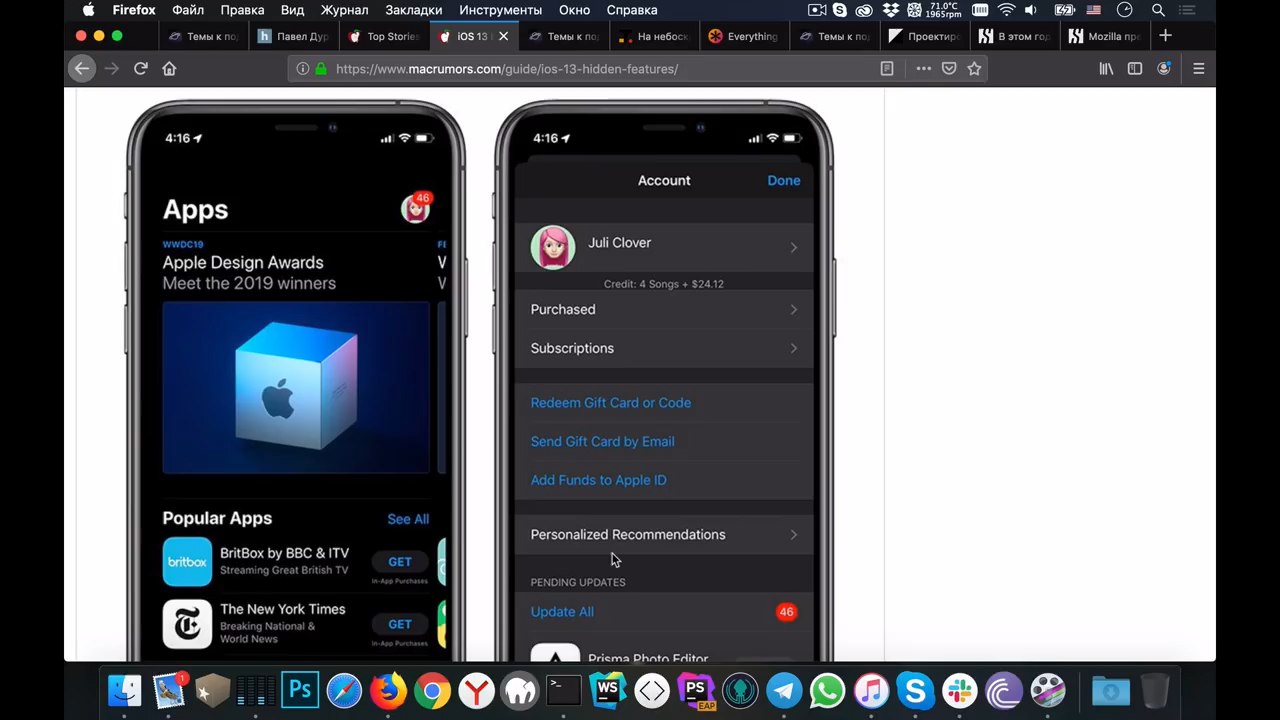 Firefox Файл Правка Вид Журнал Закладки Инструменты Окно Справка 71.0°C 1965rpm
Темы к по Павел Дур Top Stories iOS 13 Темы к по, На небоск Everything Темы к по Проектиро В этом год Mozilla пре
https://www.macrumors.com/guide/ios-13-hidden-features/
4:16
Apps
46
WWDC19
Apple Design Awards
Meet the 2019 winners
Popular Apps
See All
britbox
BritBox by BBC & ITV
Streaming Great British TV
GET
In-App Purchases
The New York Times
Breaking National &
World News
GET
In-App Purchases
4:16
Account
Done
Juli Clover
Credit: 4 Songs + $24.12
Purchased
Subscriptions
Redeem Gift Card or Code
Send Gift Card by Email
Add Funds to Apple ID
Personalized Recommendations
PENDING UPDATES
Update All
46
Prisma Photo Editor
1
Ps
WS
PS
EAP